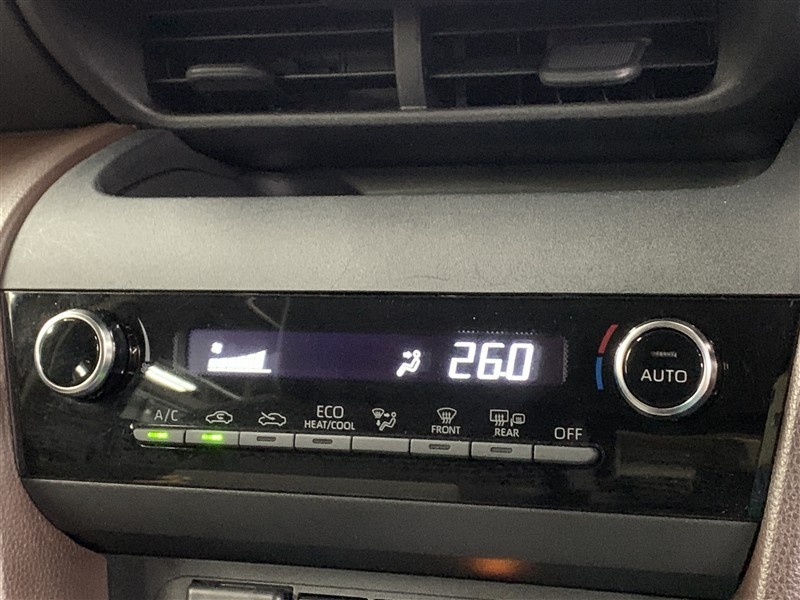 26.0
AUTO
A/C
ECO
HEAT/COOL
FRONT
REAR
OFF